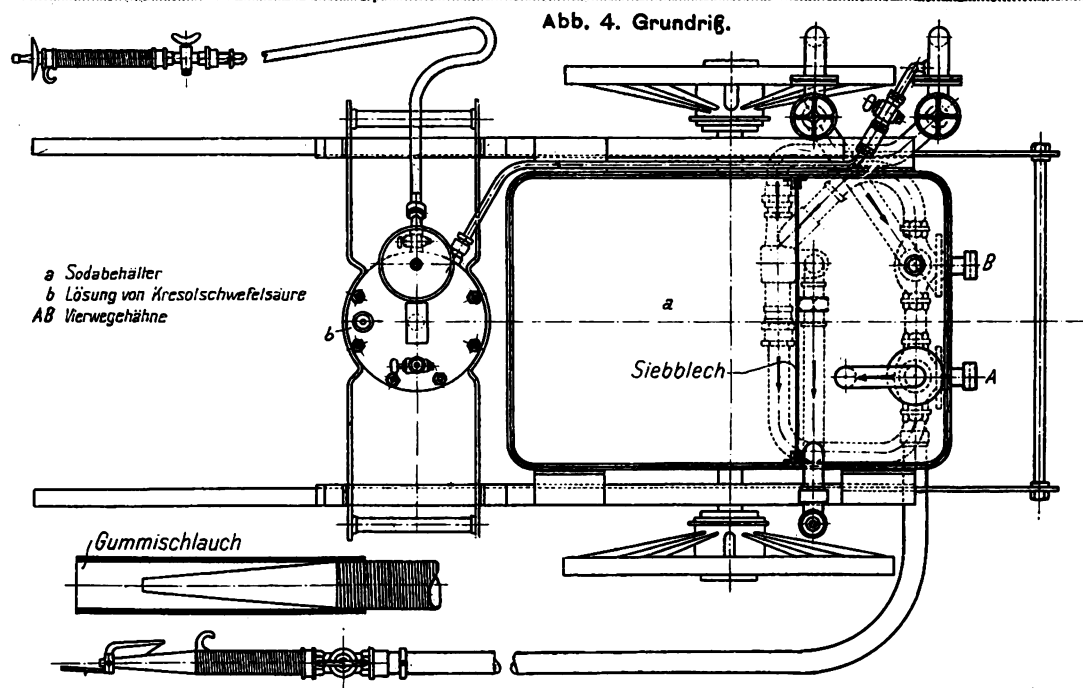 Abb. 4. Grundriß.
a Sodabehälter
b Lösung von Kresolschwefelsäure
AB Vierwegehähne
b
a
B
Siebblech
A
Gummischlauch